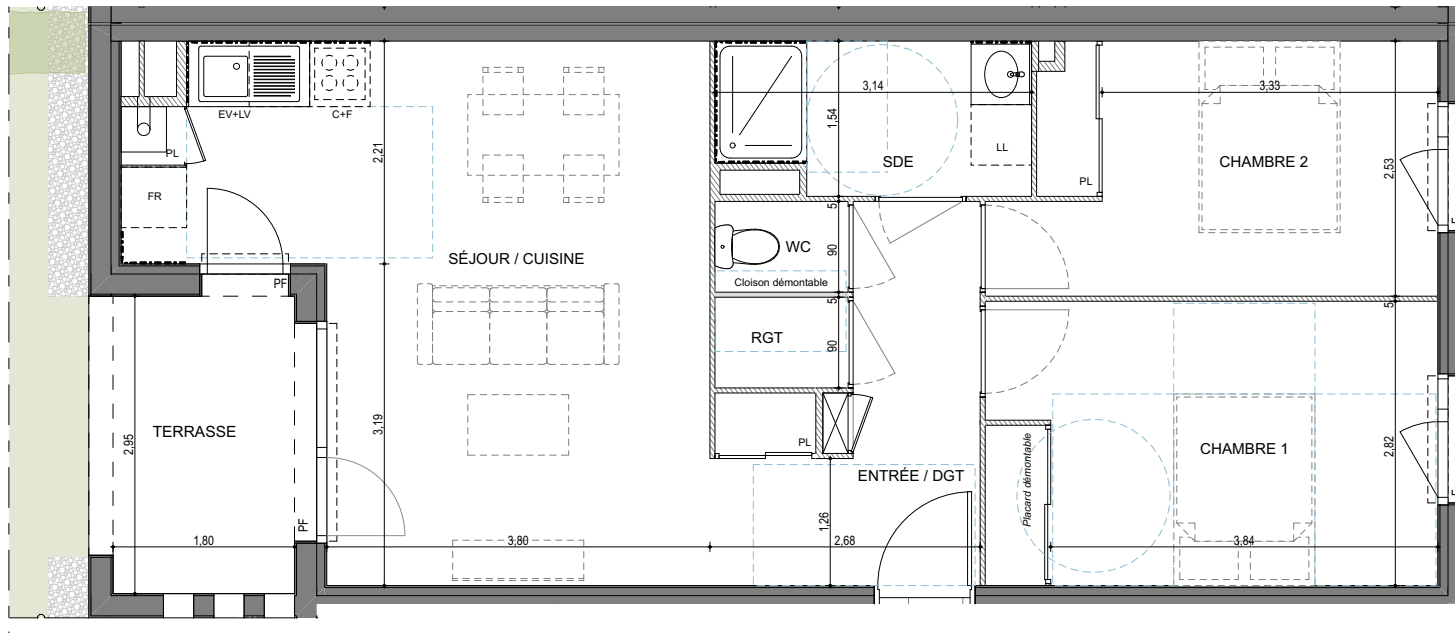 EV+LV
C+F
PL
FR
2,21
SÉJOUR / CUISINE
PF
TERRASSE
2,95
1,80
PF
3,19
3,80
3,14
1,54
SDE
LL
PL
5
WC
90
Cloison démontable
5
RGT
90
PL
ENTRÉE / DGT
1,26
2,68
3,33
CHAMBRE 2
2,53
5
CHAMBRE 1
2,82
Placard démontable
3,84